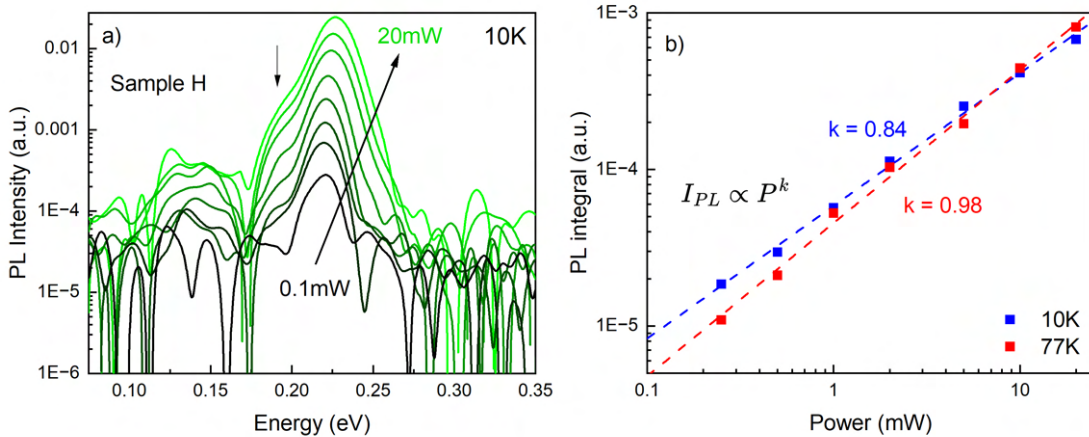 a)
20mW
10K
Sample H
0.1mW
PL Intensity (a.u.)
0.01
0.001
1E-4
1E-5
1E-6
0.10 0.15 0.20 0.25 0.30 0.35
Energy (eV)
b)
k = 0.84
I_{PL} ∝ P^k
k = 0.98
10K
77K
PL integral (a.u.)
1E-3
1E-4
1E-5
0.1 1 10
Power (mW)